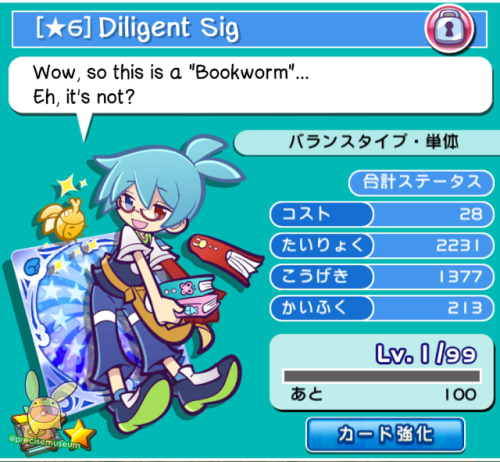 [★6] Diligent Sig
Wow, so this is a "Bookworm"...
Eh, it's not?
バランスタイプ・単体
合計ステータス
コスト 28
たいりょく 2231
こうげき 1377
かいふく 213
Lv. 1/99
あと 100
カード強化
@precisemuseum